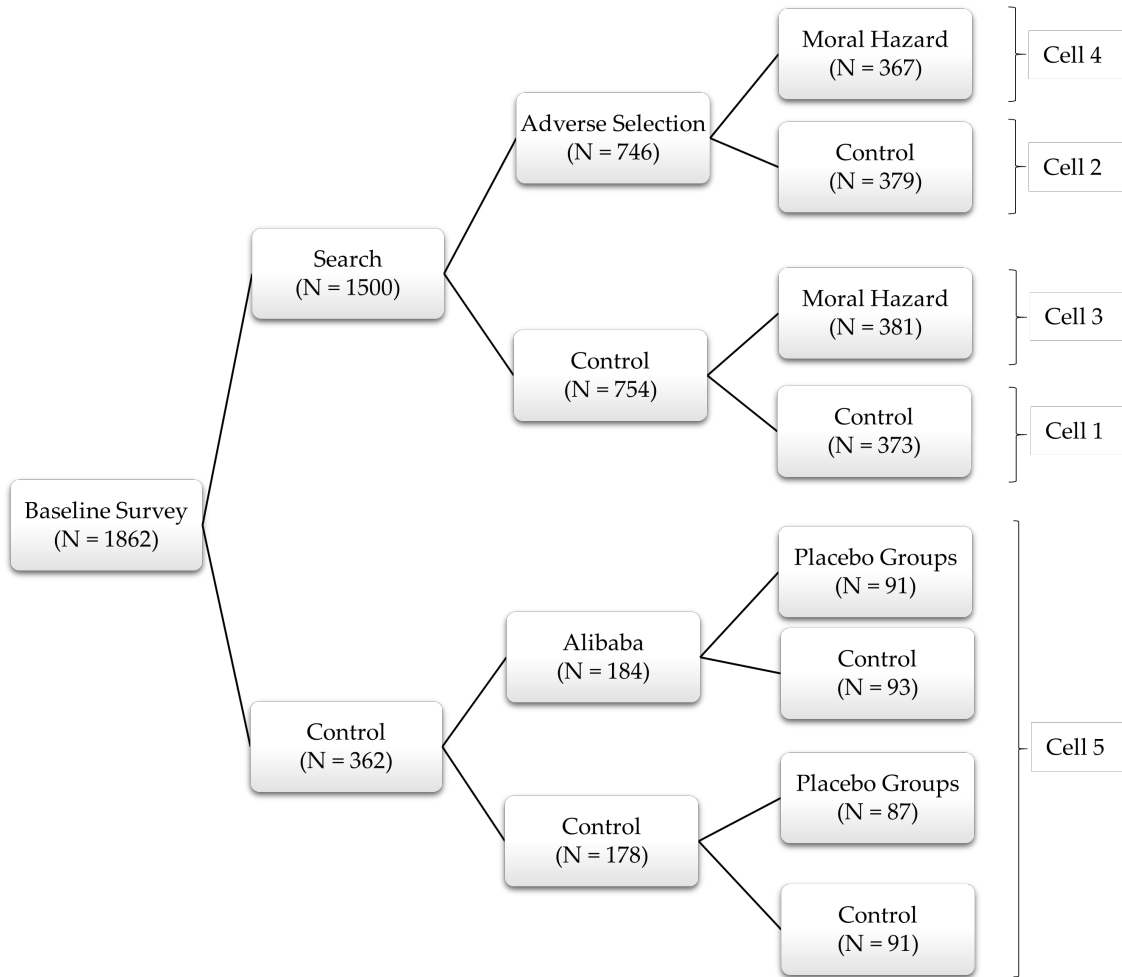 Moral Hazard
(N = 367)
Cell 4
Adverse Selection
(N = 746)
Control
(N = 379)
Cell 2
Search
(N = 1500)
Moral Hazard
(N = 381)
Cell 3
Control
(N = 754)
Control
(N = 373)
Cell 1
Baseline Survey
(N = 1862)
Placebo Groups
(N = 91)
Alibaba
(N = 184)
Control
(N = 93)
Control
(N = 362)
Cell 5
Placebo Groups
(N = 87)
Control
(N = 178)
Control
(N = 91)